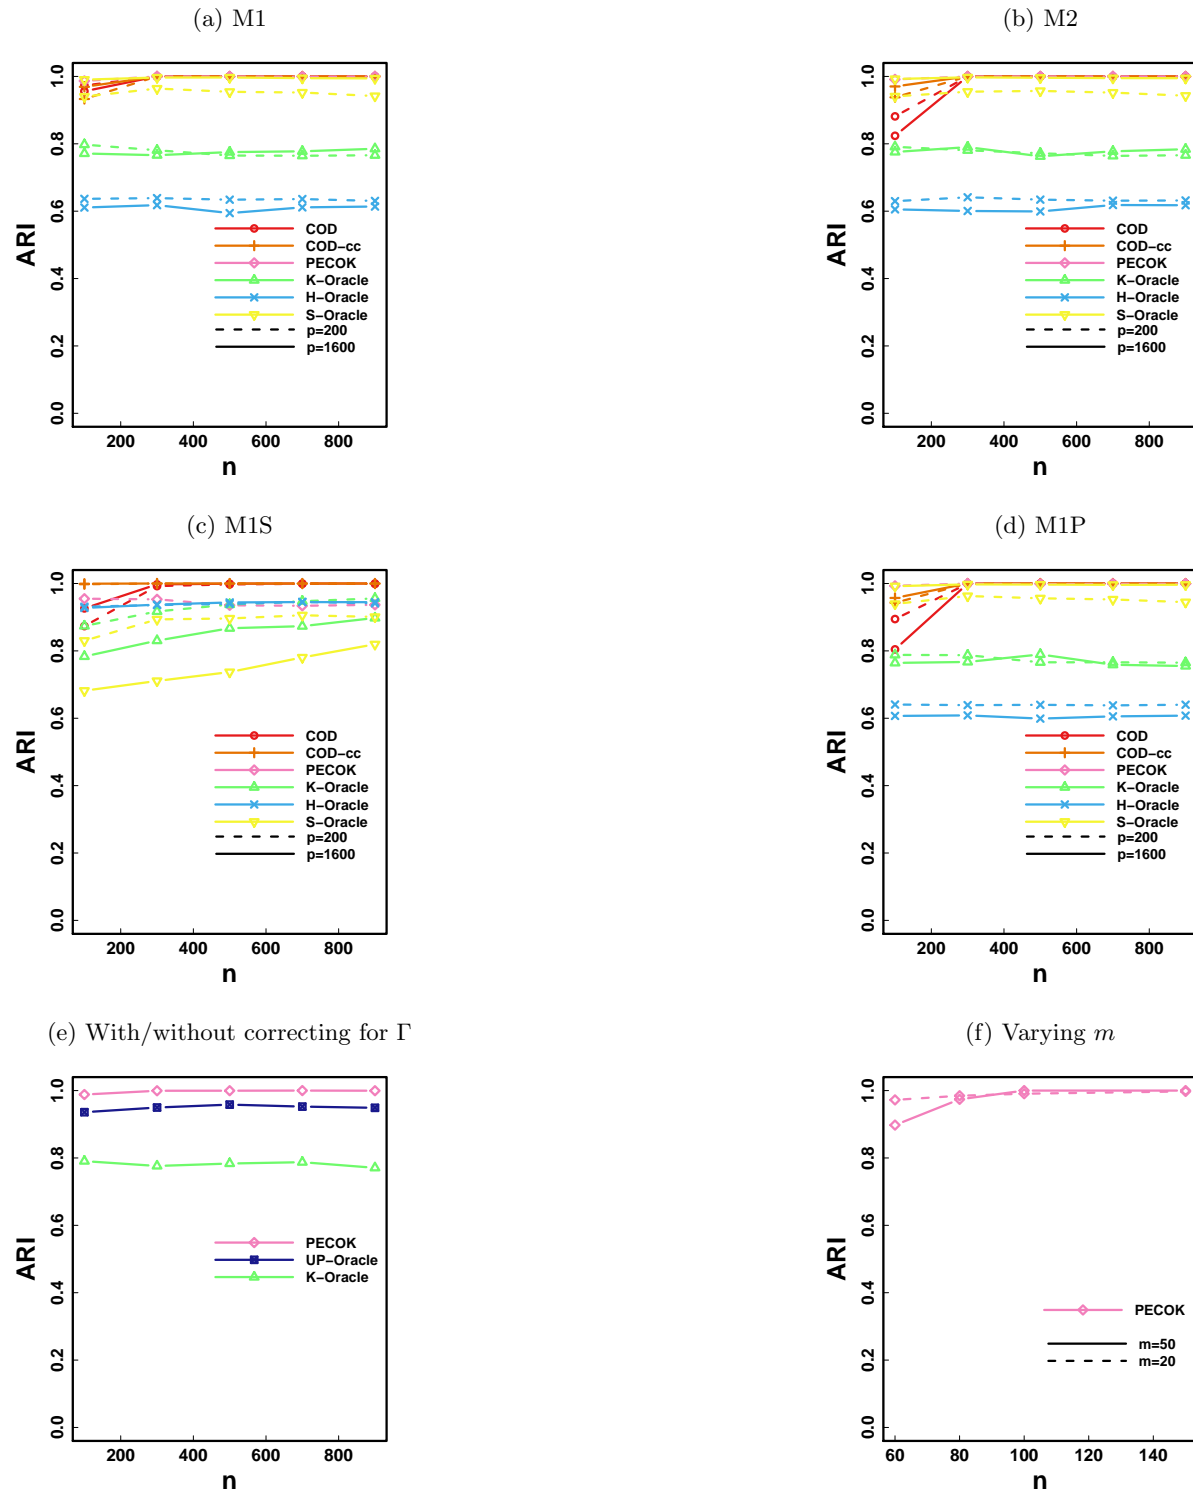 (a) M1
ARI
1.0
0.8
0.6
0.4
0.2
0.0
COD
COD−cc
PECOK
K−Oracle
H−Oracle
S−Oracle
p=200
p=1600
200 400 600 800
n
(b) M2
ARI
1.0
0.8
0.6
0.4
0.2
0.0
COD
COD−cc
PECOK
K−Oracle
H−Oracle
S−Oracle
p=200
p=1600
200 400 600 800
n
(c) M1S
ARI
1.0
0.8
0.6
0.4
0.2
0.0
COD
COD−cc
PECOK
K−Oracle
H−Oracle
S−Oracle
p=200
p=1600
200 400 600 800
n
(d) M1P
ARI
1.0
0.8
0.6
0.4
0.2
0.0
COD
COD−cc
PECOK
K−Oracle
H−Oracle
S−Oracle
p=200
p=1600
200 400 600 800
n
(e) With/without correcting for Γ
ARI
1.0
0.8
0.6
0.4
0.2
0.0
PECOK
UP−Oracle
K−Oracle
200 400 600 800
n
(f) Varying m
ARI
1.0
0.8
0.6
0.4
0.2
0.0
PECOK
m=50
m=20
60 80 100 120 140
n